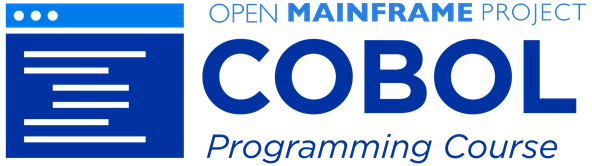 OPEN MAINFRAME PROJECT
COBOL
Programming Course